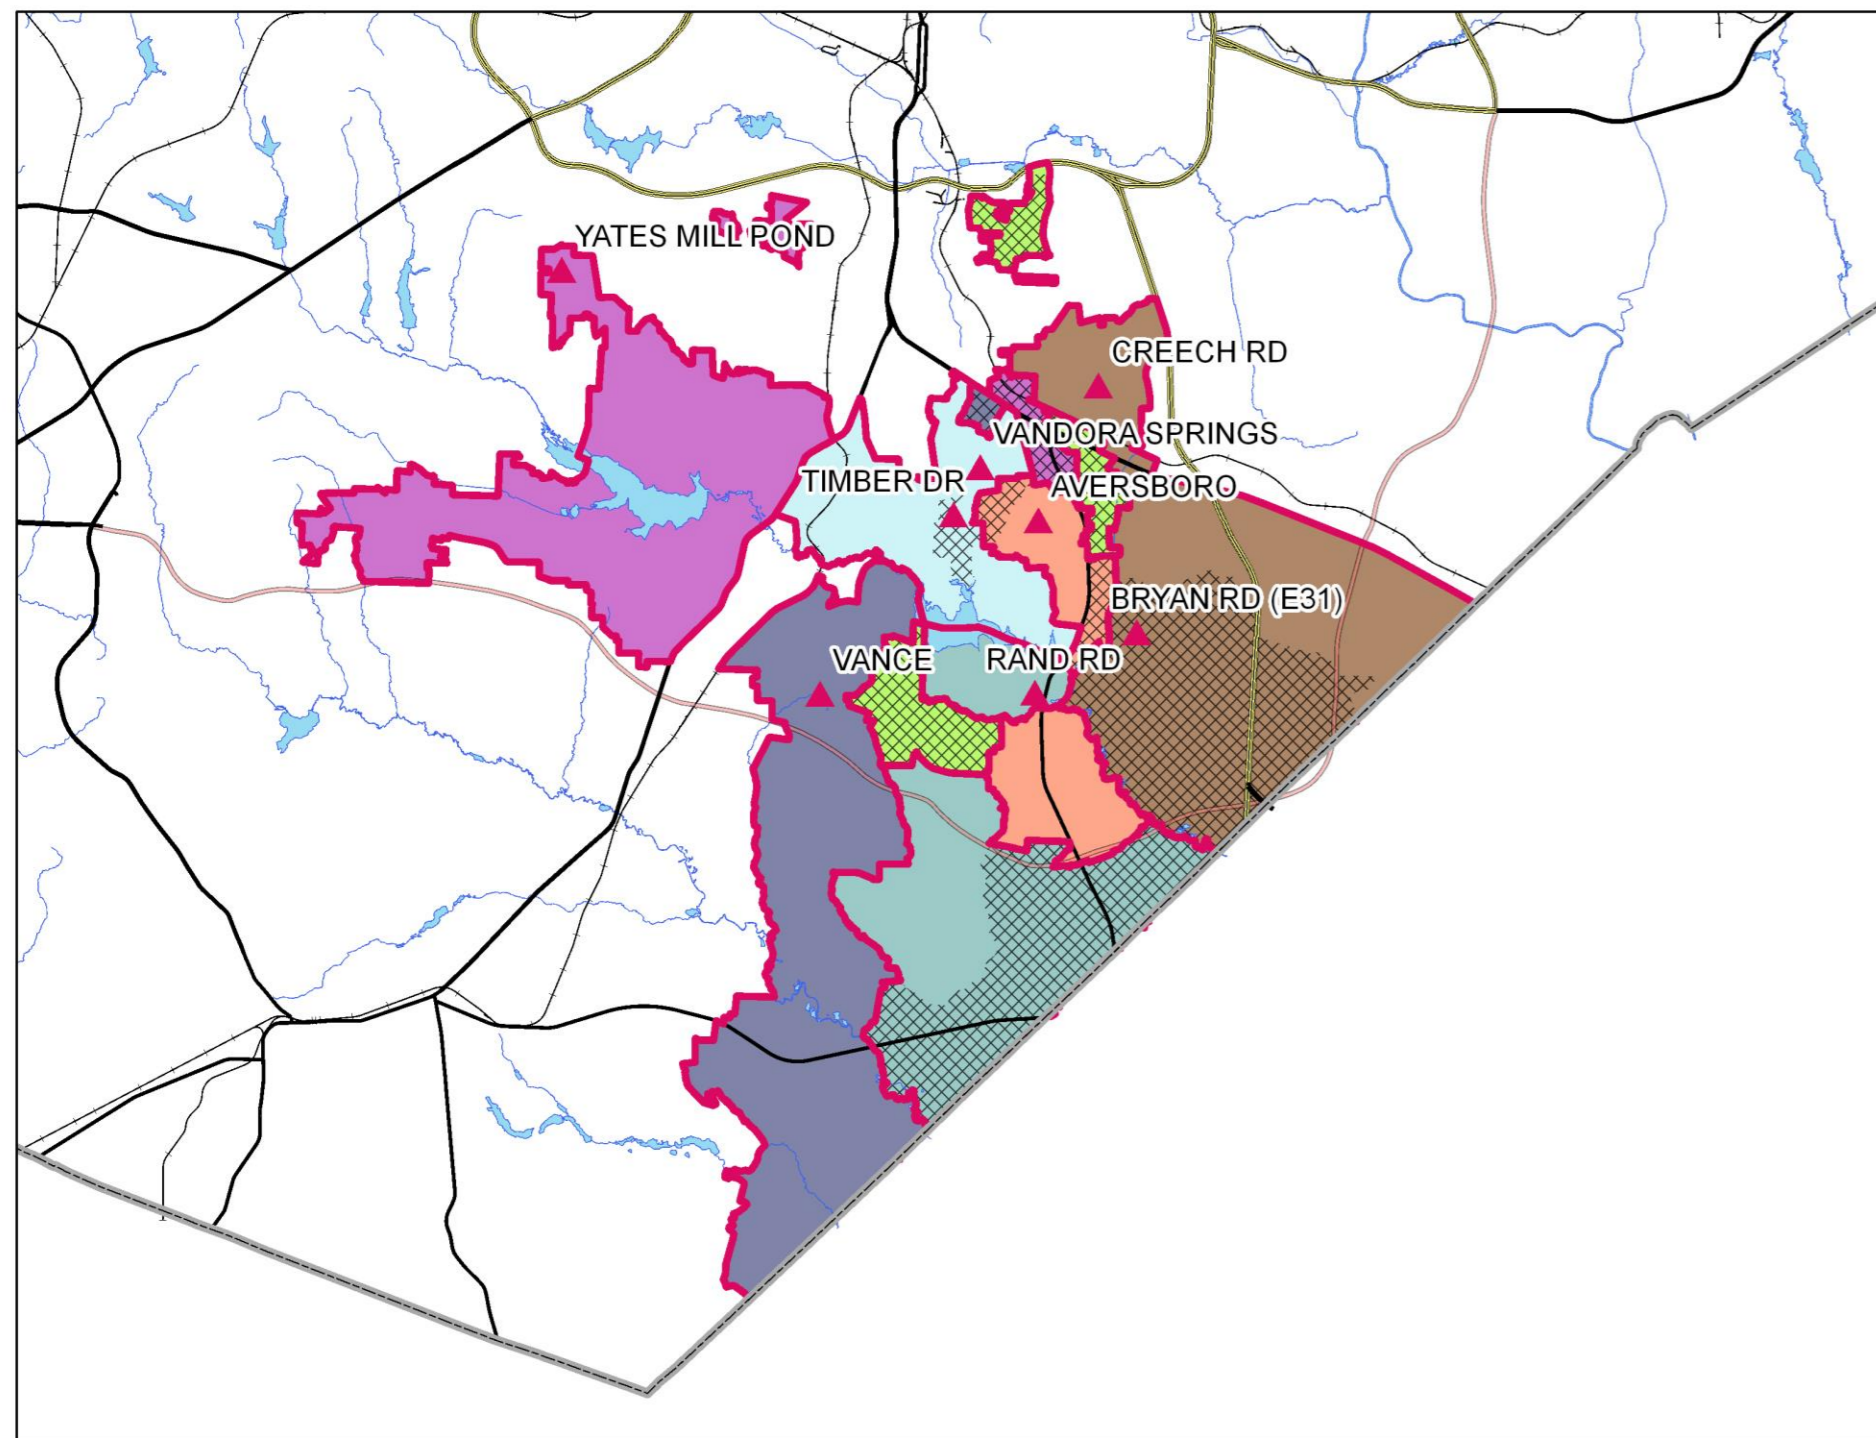 YATES MILL POND
CREECH RD
VANDORA SPRINGS
TIMBER DR
AVERSBORO
BRYAN RD (E31)
VANCE
RAND RD